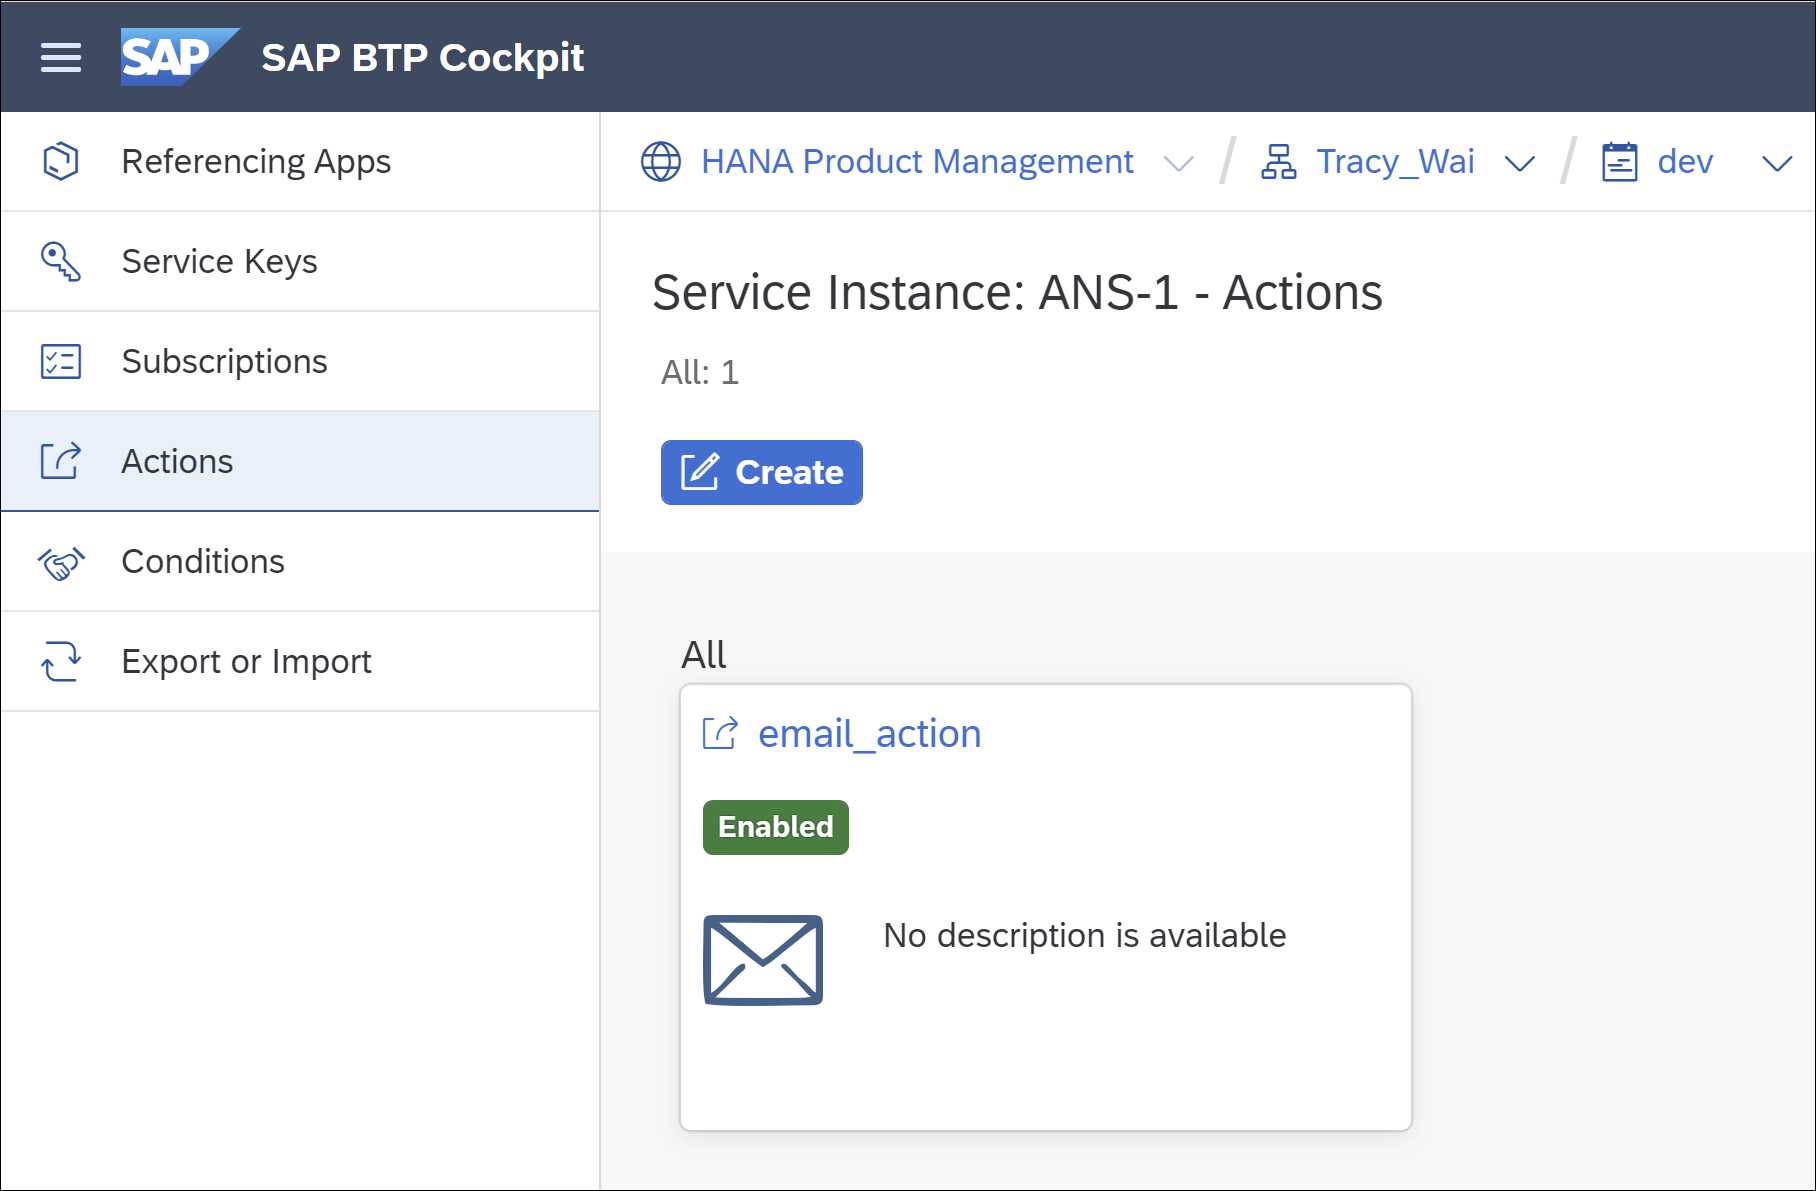 SAP SAP BTP Cockpit
Referencing Apps
Service Keys
Subscriptions
Actions
Conditions
Export or Import
HANA Product Management / Tracy_Wai / dev
Service Instance: ANS-1 - Actions
All: 1
Create
All
email_action
Enabled
No description is available